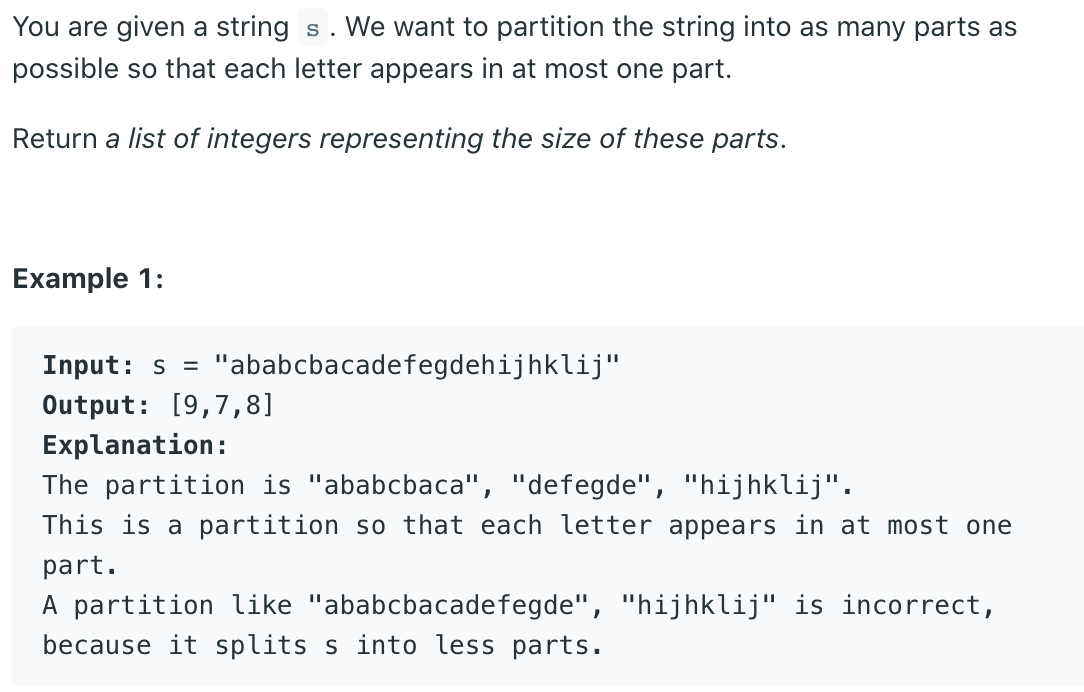 You are given a string s. We want to partition the string into as many parts as
possible so that each letter appears in at most one part.
Return a list of integers representing the size of these parts.
Example 1:
Input: s = "ababcbacadefegdehijhklij"
Output: [9,7,8]
Explanation:
The partition is "ababcbaca", "defegde", "hijhklij".
This is a partition so that each letter appears in at most one
part.
A partition like "ababcbacadefegde", "hijhklij" is incorrect,
because it splits s into less parts.